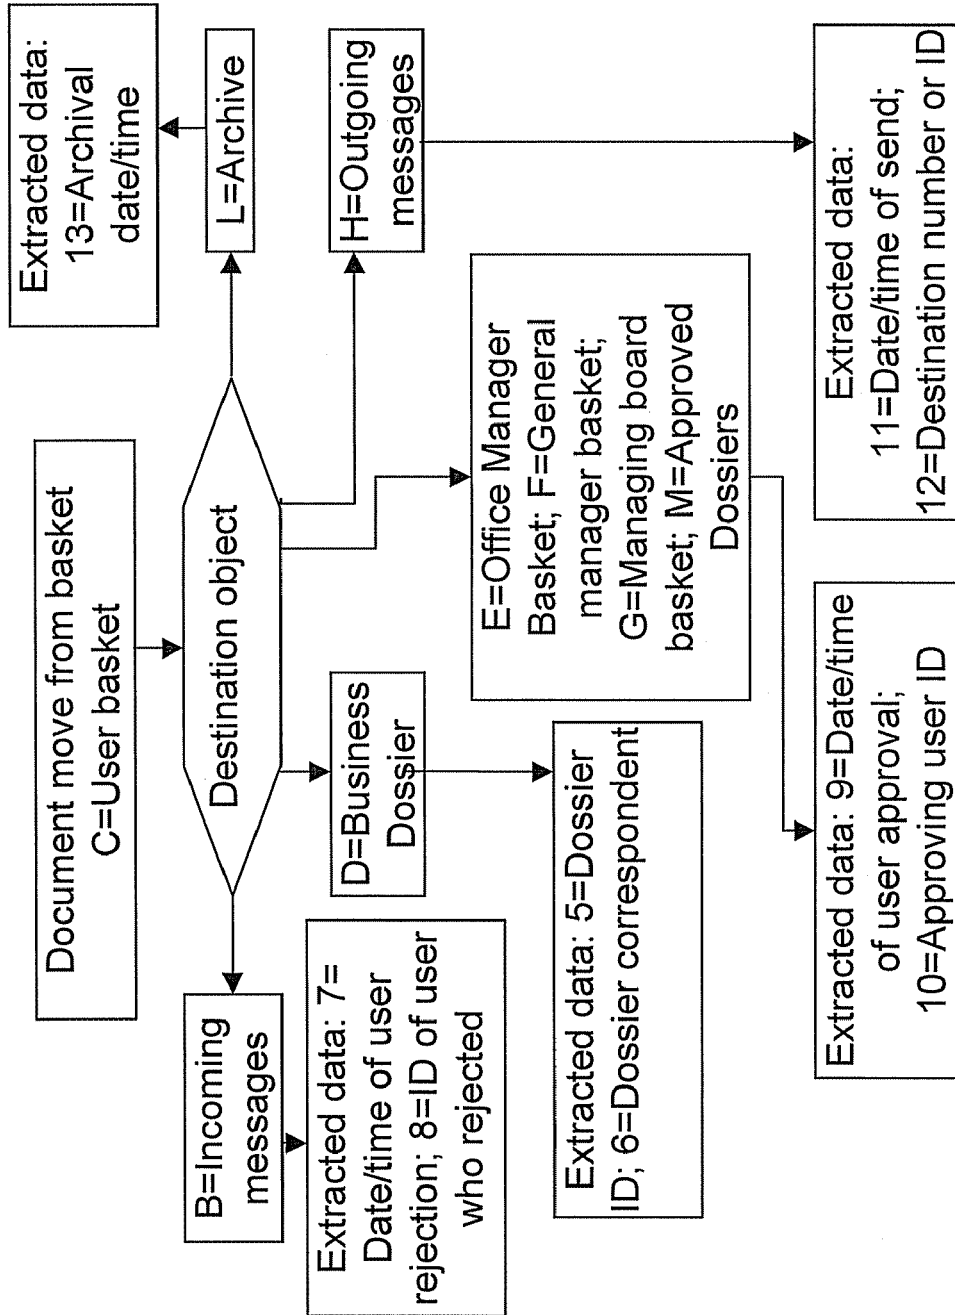 Document move from basket
C=User basket
Destination object
B=Incoming
messages
Extracted data: 7=
Date/time of user
rejection; 8=ID of user
who rejected
D=Business
Dossier
Extracted data: 5=Dossier
ID; 6=Dossier correspondent
E=Office Manager
Basket; F=General
manager basket;
G=Managing board
basket; M=Approved
Dossiers
Extracted data: 9=Date/time
of user approval;
10=Approving user ID
H=Outgoing
messages
Extracted data:
11=Date/time of send;
12=Destination number or ID
L=Archive
Extracted data:
13=Archival
date/time